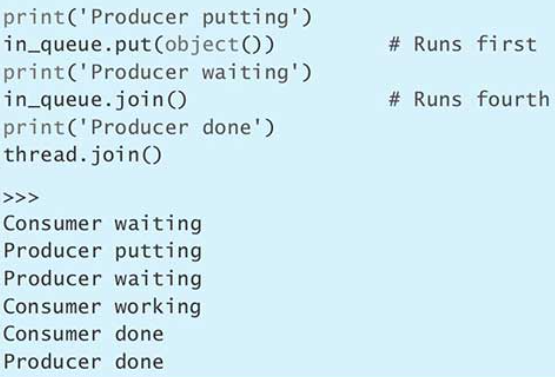 print('Producer putting')
in_queue.put(object())          # Runs first
print('Producer waiting')
in_queue.join()                 # Runs fourth
print('Producer done')
thread.join()
>>>
Consumer waiting
Producer putting
Producer waiting
Consumer working
Consumer done
Producer done